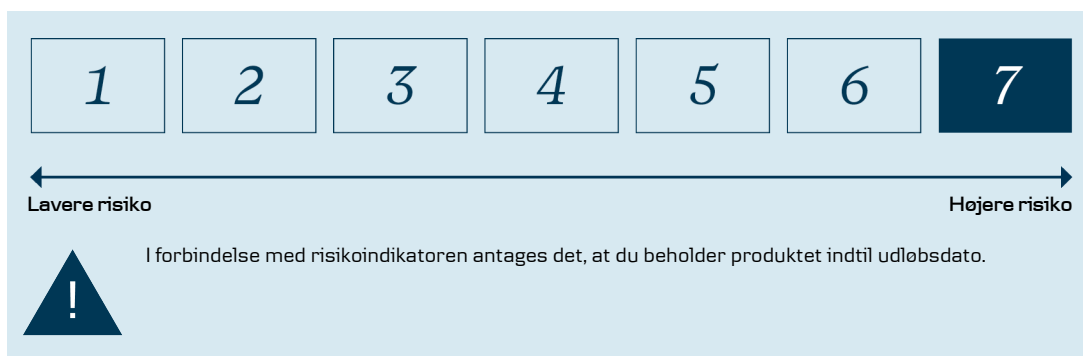 1 2 3 4 5 6 7
Lavere risiko Højere risiko
I forbindelse med risikoindikatoren antages det, at du beholder produktet indtil udløbsdato.
!